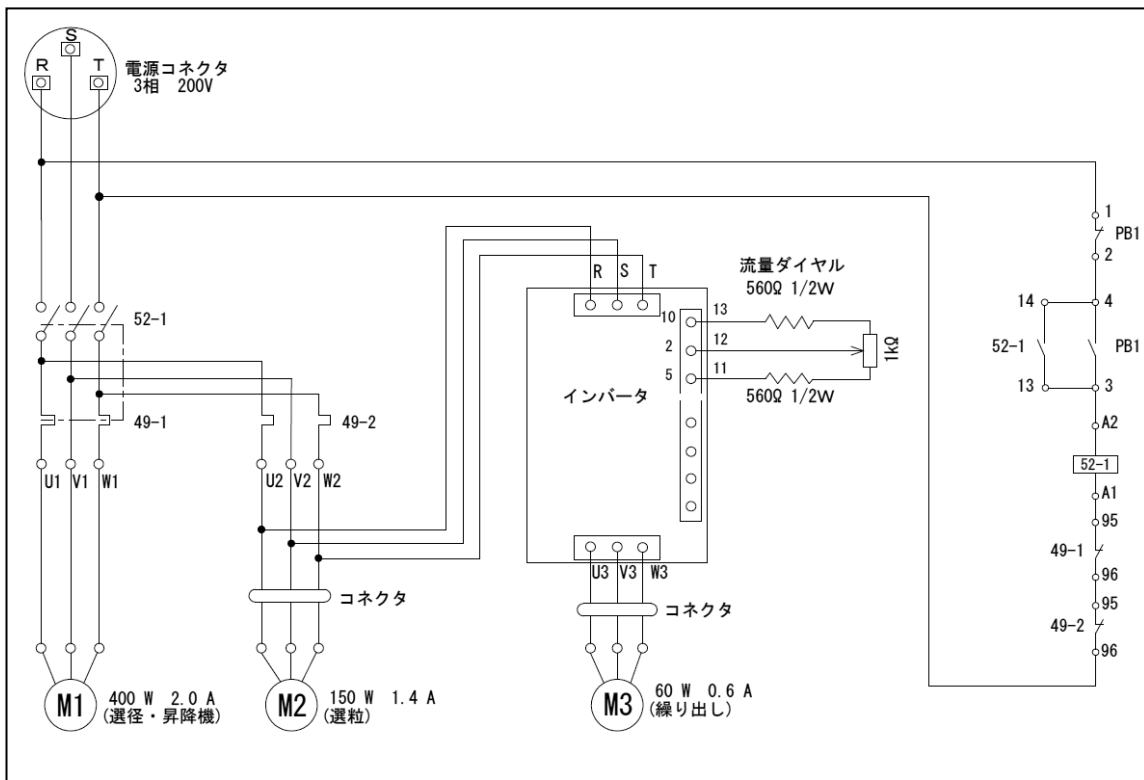 S
R
T
電源コネクタ
3相 200V
1
PB1
2
R
S
T
流量ダイヤル
560Ω 1/2W
14
4
10
13
52-1
2
12
1kΩ
52-1
PB1
5
11
インバータ
560Ω 1/2W
13
3
49-1
49-2
A2
52-1
U1
V1
W1
U2
V2
W2
A1
95
49-1
U3
V3
W3
96
コネクタ
コネクタ
95
49-2
96
M1
400 W 2.0 A
(選径・昇降機)
M2
150 W 1.4 A
(選粒)
M3
60 W 0.6 A
(繰り出し)